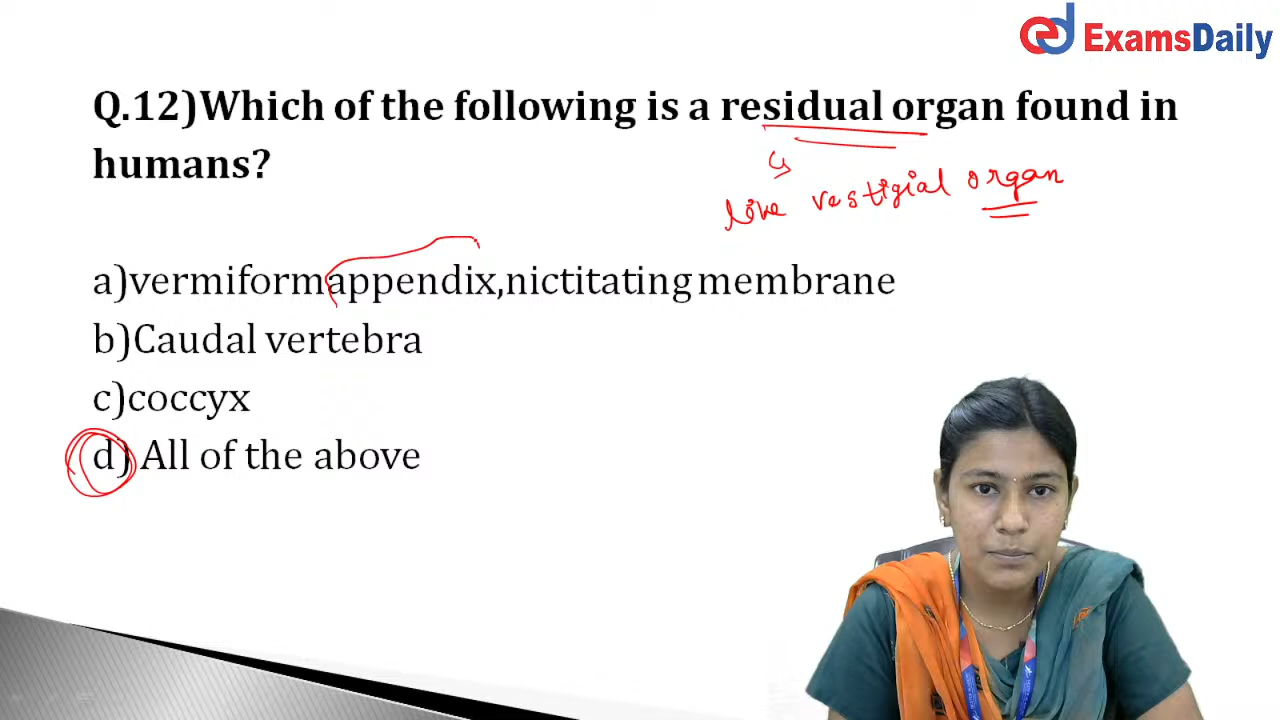 ExamsDaily
Q.12)Which of the following is a residual organ found in
humans?
like vestigial organ
a)vermiform appendix,nictitating membrane
b)Caudal vertebra
c)coccyx
d) All of the above